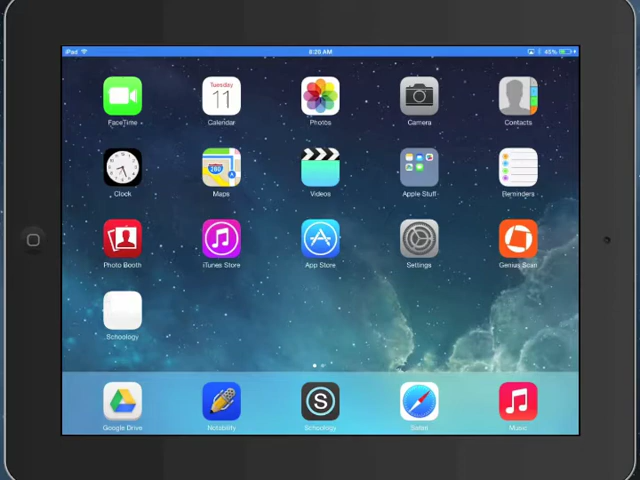 iPad 8:20 AM 45%
Tuesday
11
280
FaceTime Calendar Photos Camera Contacts
Clock Maps Videos Apple Stuff Reminders
Photo Booth iTunes Store App Store Settings Genius Scan
Schoology
S
Google Drive Notability Schoology Safari Music